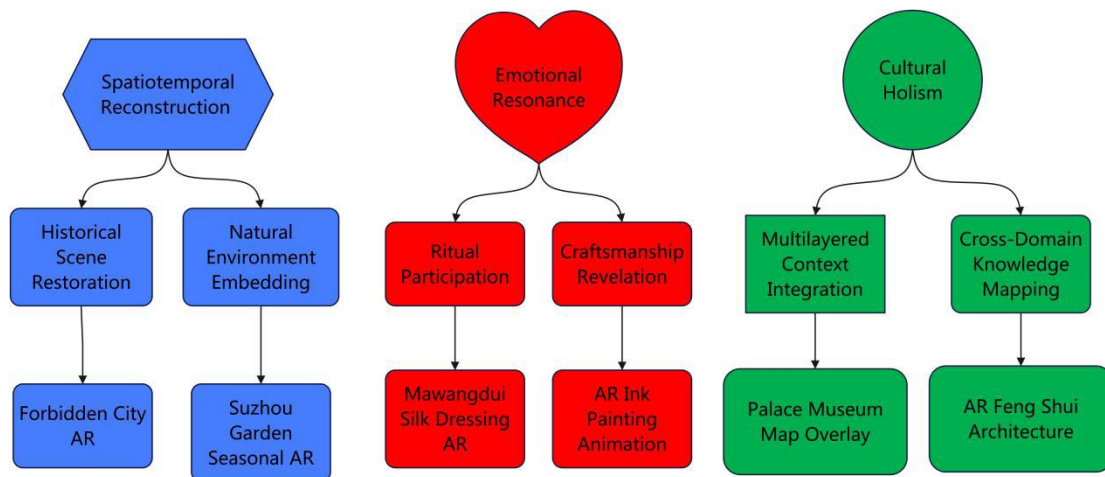 Spatiotemporal
Reconstruction
Emotional
Resonance
Cultural
Holism
Historical
Scene
Restoration
Natural
Environment
Embedding
Ritual
Participation
Craftsmanship
Revelation
Multilayered
Context
Integration
Cross-Domain
Knowledge
Mapping
Forbidden City
AR
Suzhou
Garden
Seasonal AR
Mawangdui
Silk Dressing
AR
AR Ink
Painting
Animation
Palace Museum
Map Overlay
AR Feng Shui
Architecture